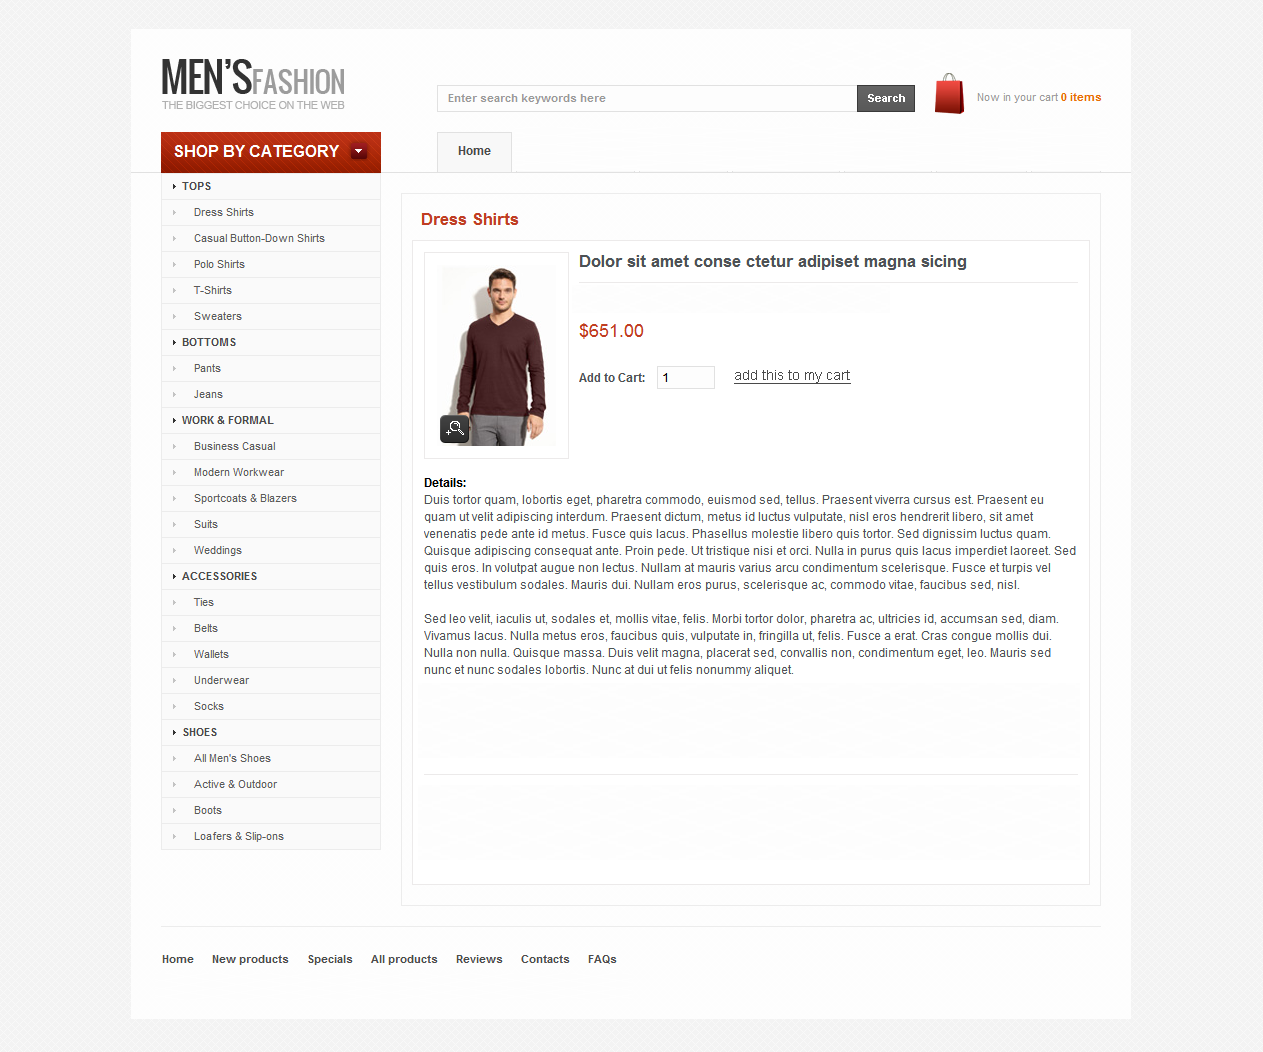 MEN'S FASHION
THE BIGGEST CHOICE ON THE WEB
Enter search keywords here
Search
Now in your cart 0 items
SHOP BY CATEGORY
Home
TOPS
Dress Shirts
Casual Button-Down Shirts
Polo Shirts
T-Shirts
Sweaters
BOTTOMS
Pants
Jeans
WORK & FORMAL
Business Casual
Modern Workwear
Sportcoats & Blazers
Suits
Weddings
ACCESSORIES
Ties
Belts
Wallets
Underwear
Socks
SHOES
All Men's Shoes
Active & Outdoor
Boots
Loafers & Slip-ons
Dress Shirts
Dolor sit amet conse ctetur adipiset magna sicing
$651.00
Add to Cart: 1 add this to my cart
Details:
Duis tortor quam, lobortis eget, pharetra commodo, euismod sed, tellus. Praesent viverra cursus est. Praesent eu
quam ut velit adipiscing interdum. Praesent dictum, metus id luctus vulputate, nisl eros hendrerit libero, sit amet
venenatis pede ante id metus. Fusce quis lacus. Phasellus molestie libero quis tortor. Sed dignissim luctus quam.
Quisque adipiscing consequat ante. Proin pede. Ut tristique nisi et orci. Nulla in purus quis lacus imperdiet laoreet. Sed
quis eros. In volutpat augue non lectus. Nullam at mauris varius arcu condimentum scelerisque. Fusce et turpis vel
tellus vestibulum sodales. Mauris dui. Nullam eros purus, scelerisque ac, commodo vitae, faucibus sed, nisl.
Sed leo velit, iaculis ut, sodales et, mollis vitae, felis. Morbi tortor dolor, pharetra ac, ultricies id, accumsan sed, diam.
Vivamus lacus. Nulla metus eros, faucibus quis, vulputate in, fringilla ut, felis. Fusce a erat. Cras congue mollis dui.
Nulla non nulla. Quisque massa. Duis velit magna, placerat sed, convallis non, condimentum eget, leo. Mauris sed
nunc et nunc sodales lobortis. Nunc at dui ut felis nonummy aliquet.
Home New products Specials All products Reviews Contacts FAQs